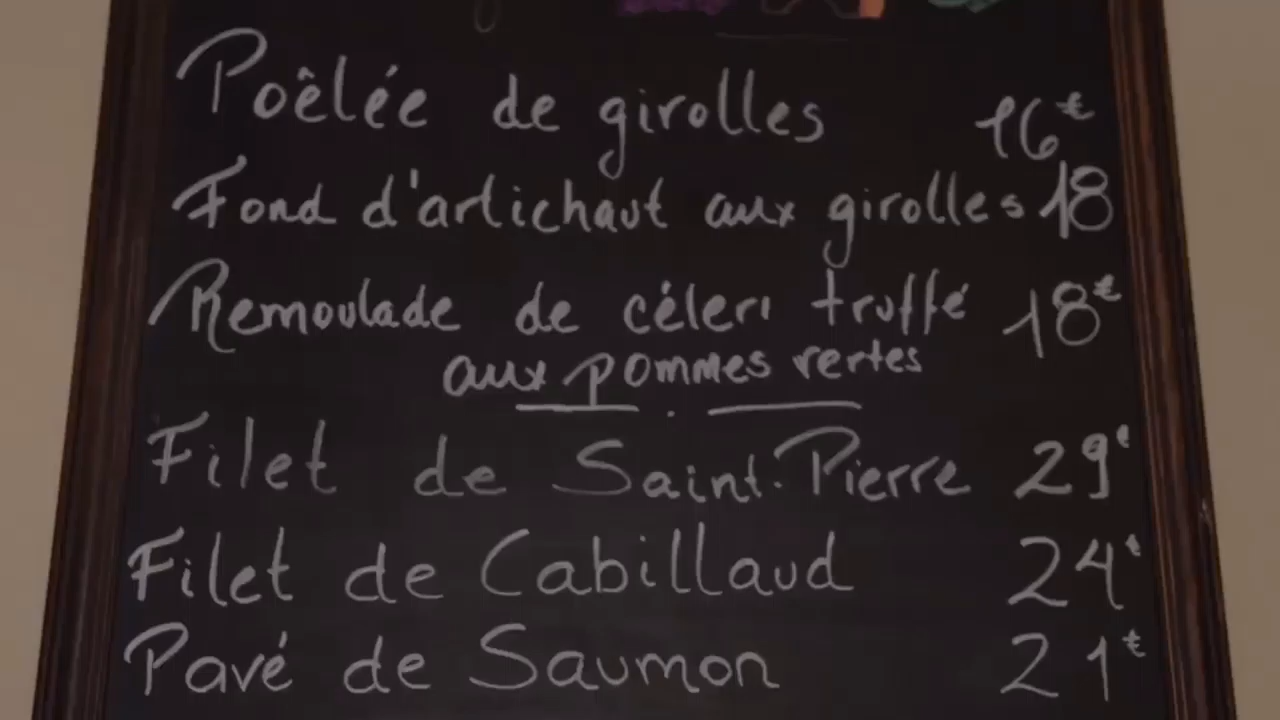 Poêlée de girolles 16€
Fond d'artichaut aux girolles 18
Remoulade de céleri truffé 18€
aux pommes vertes
Filet de Saint-Pierre 29€
Filet de Cabillaud 24€
Pavé de Saumon 21€